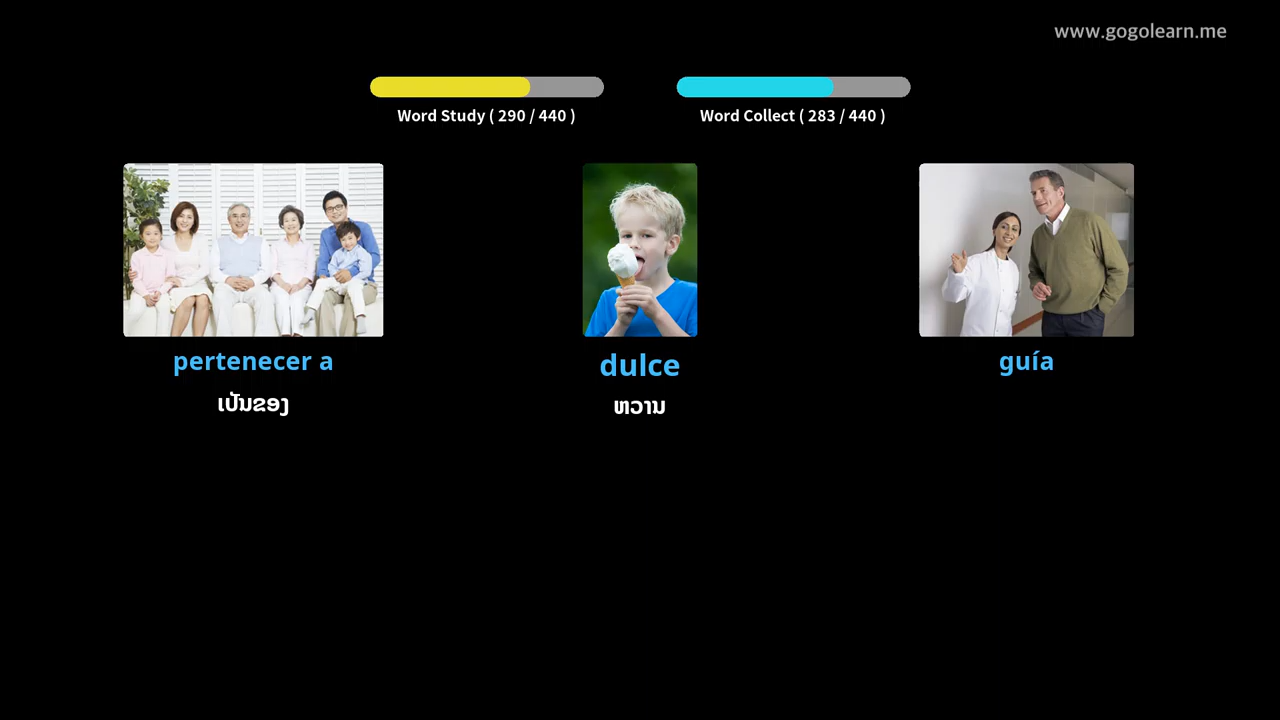 www.gogolearn.me
Word Study ( 290 / 440 )
Word Collect ( 283 / 440 )
pertenecer a
dulce
guía
ເປັນຂອງ
ຫວານ